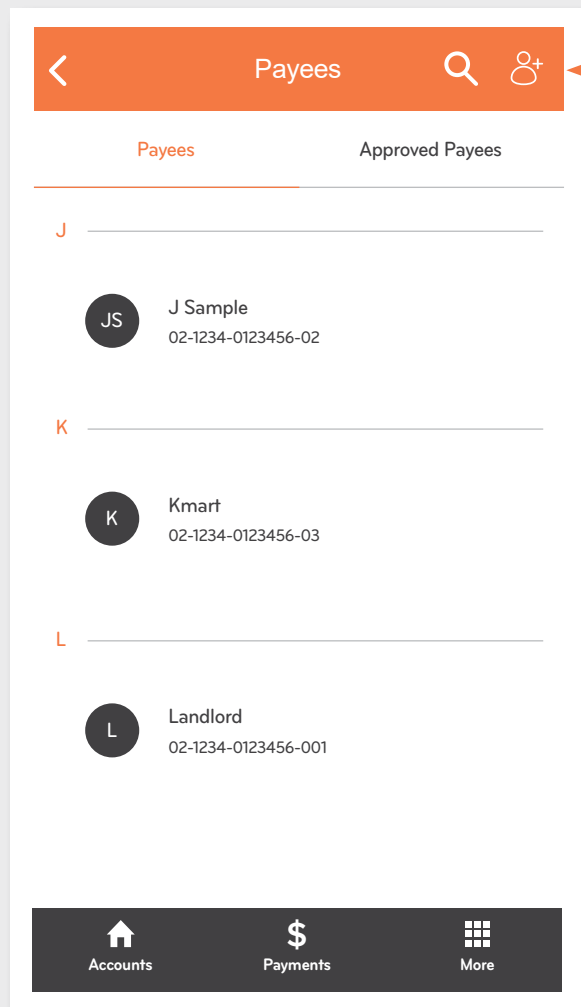 Payees
Payees Approved Payees
J
JS
J Sample
02-1234-0123456-02
K
K
Kmart
02-1234-0123456-03
L
L
Landlord
02-1234-0123456-001
$
Accounts Payments More